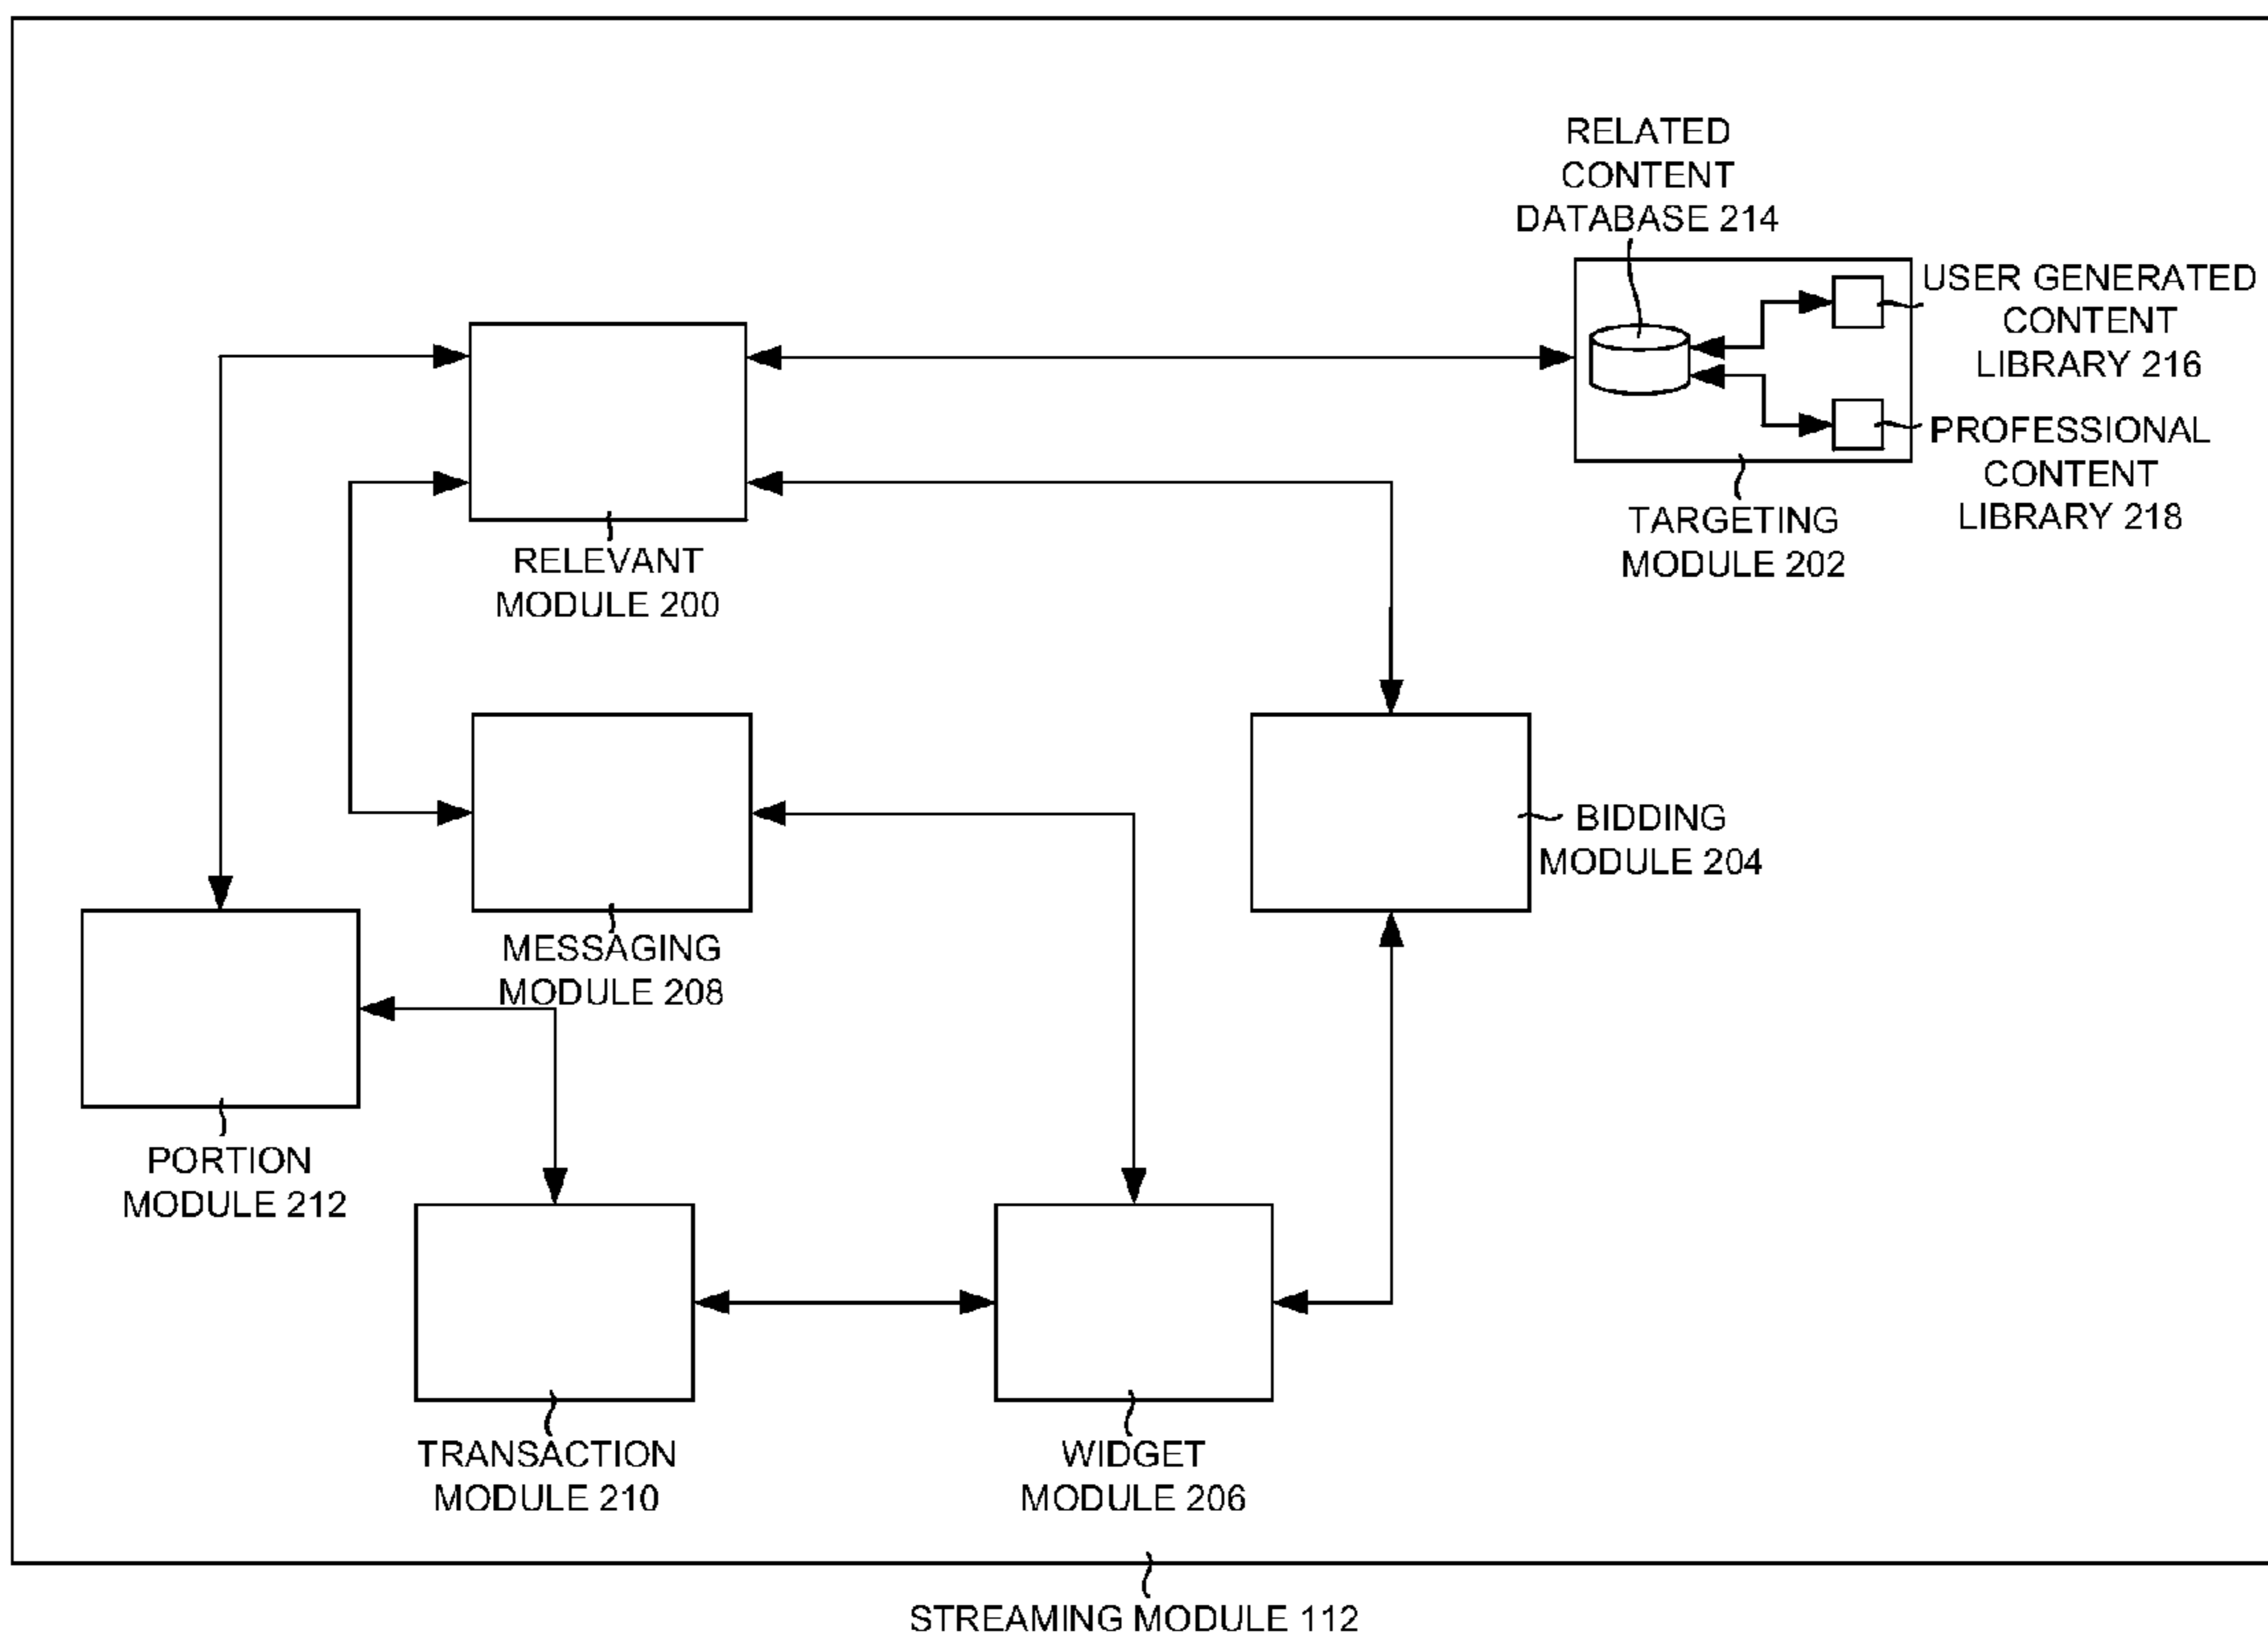 RELATED
CONTENT
DATABASE 214
USER GENERATED
CONTENT
LIBRARY 216
PROFESSIONAL
CONTENT
LIBRARY 218
TARGETING
MODULE 202
RELEVANT
MODULE 200
BIDDING
MODULE 204
MESSAGING
MODULE 208
PORTION
MODULE 212
TRANSACTION
MODULE 210
WIDGET
MODULE 206
STREAMING MODULE 112